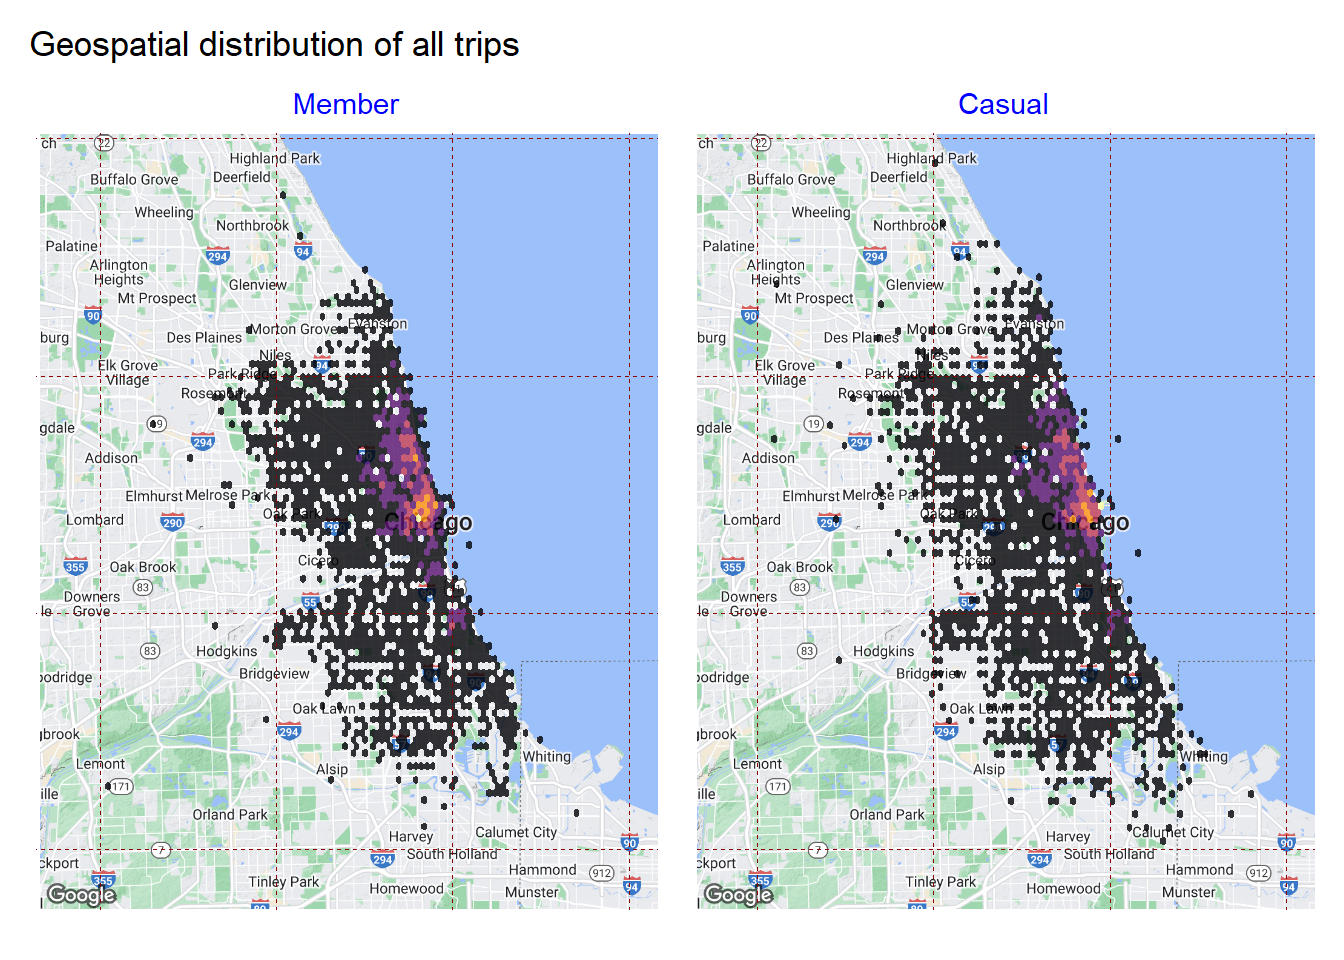 Geospatial distribution of all trips
Member
ch
22
Highland Park
Buffalo Grove
Deerfield
Wheeling
Northbrook
Palatine
294
94
Arlington
Heights
Glenview
Mt Prospect
90
Evanston
burg
Des Plaines
Morton Grove
Niles
Elk Grove
Village
Park Ridge
Rosemont
gdale
294
Addison
Elmhurst
Melrose Park
Lombard
290
Oak Park
Chicago
355
Oak Brook
Cicero
83
Downers
Grove
le
55
83
Hodgkins
oodridge
Bridgeview
Oak Lawn
gbrook
294
57
Lemont
Alsip
Whiting
171
ille
Orland Park
Harvey
Calumet City
7
South Holland
ckport
294
90
355
Tinley Park
Hammond
912
Homewood
Munster
94
Google
Casual
ch
22
Highland Park
Buffalo Grove
Deerfield
Wheeling
Northbrook
Palatine
294
94
Arlington
Heights
Glenview
Mt Prospect
90
Evanston
burg
Des Plaines
Morton Grove
Niles
Elk Grove
Village
Park Ridge
Rosemont
gdale
19
294
Addison
Elmhurst
Melrose Park
Lombard
290
Oak Park
Chicago
355
Oak Brook
Cicero
83
Downers
Grove
le
83
Hodgkins
oodridge
Bridgeview
Oak Lawn
gbrook
294
Lemont
Alsip
Whiting
171
ille
Orland Park
Harvey
Calumet City
7
South Holland
ckport
294
90
355
Tinley Park
Hammond
912
Homewood
Munster
94
Google